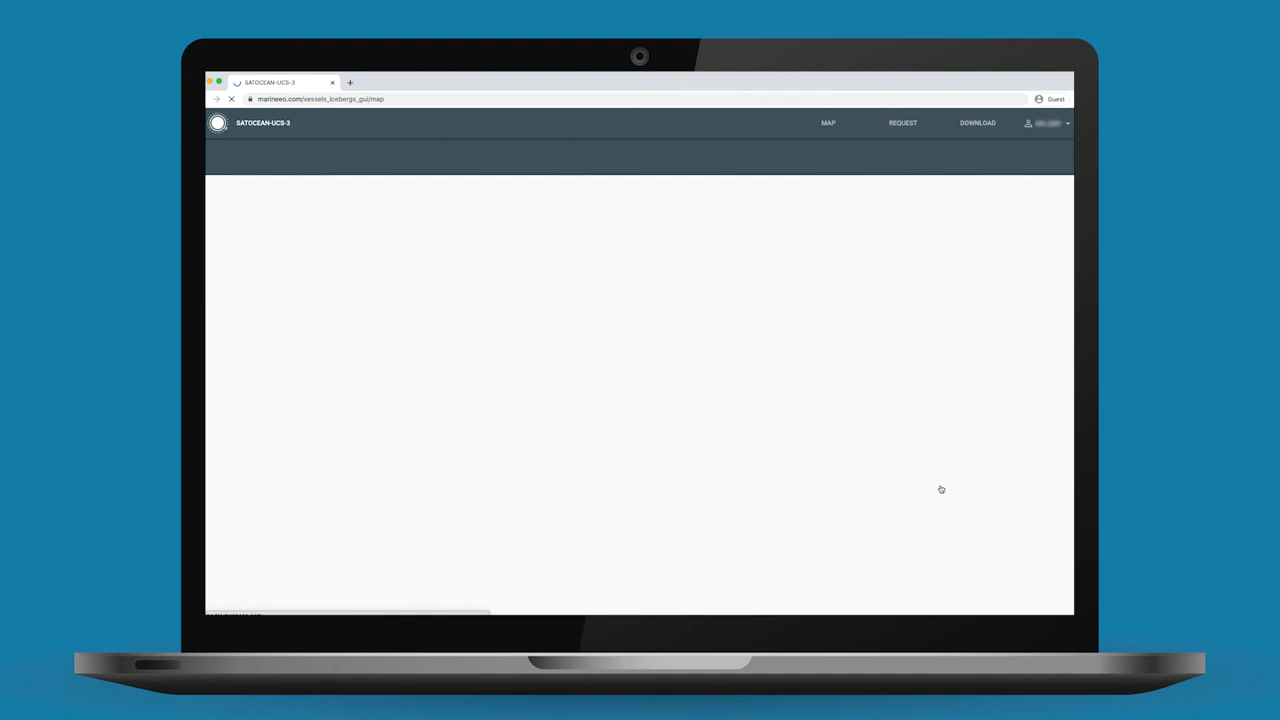 SATOCEAN-UCS-3
marineeo.com/vessels_icebergs_gui/map
Guest
SATOCEAN-UCS-3
MAP
REQUEST
DOWNLOAD